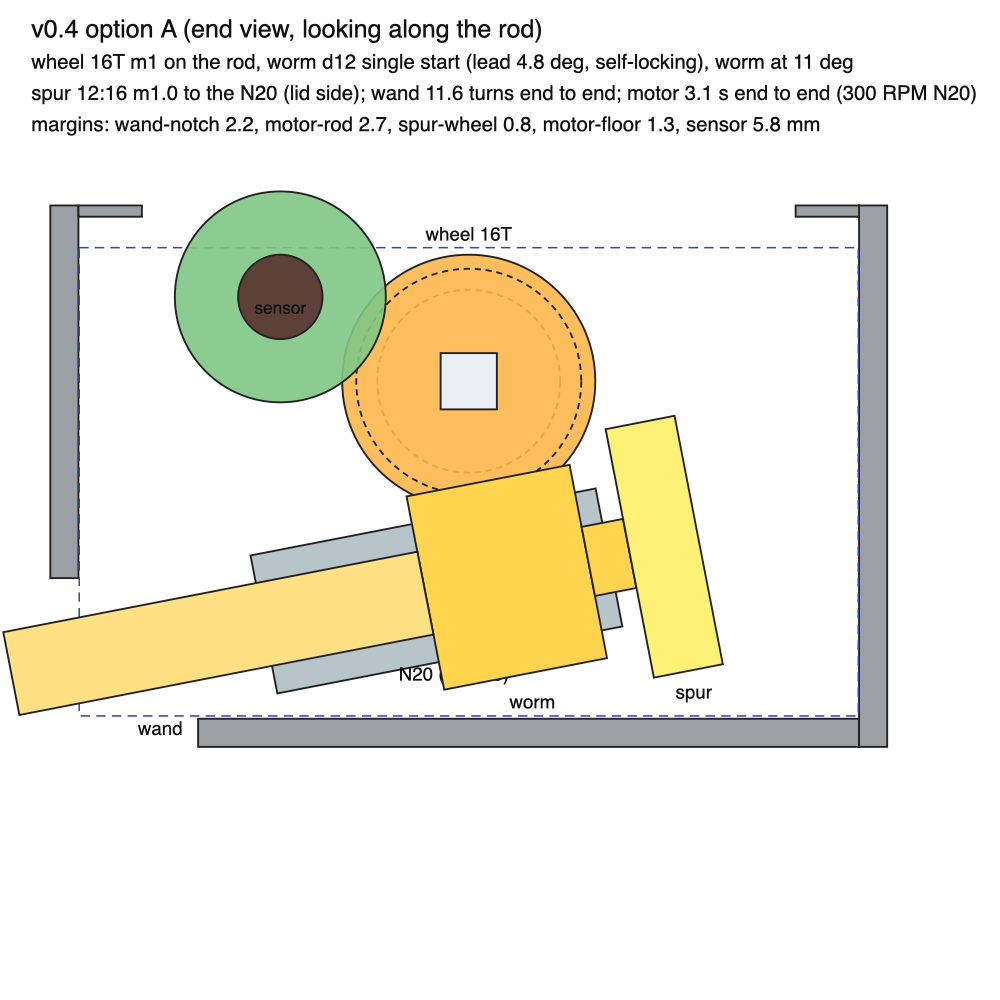 v0.4 option A (end view, looking along the rod)
wheel 16T m1 on the rod, worm d12 single start (lead 4.8 deg, self-locking), worm at 11 deg
spur 12:16 m1.0 to the N20 (lid side); wand 11.6 turns end to end; motor 3.1 s end to end (300 RPM N20)
margins: wand-notch 2.2, motor-rod 2.7, spur-wheel 0.8, motor-floor 1.3, sensor 5.8 mm
wheel 16T
sensor
N20
spur
worm
wand